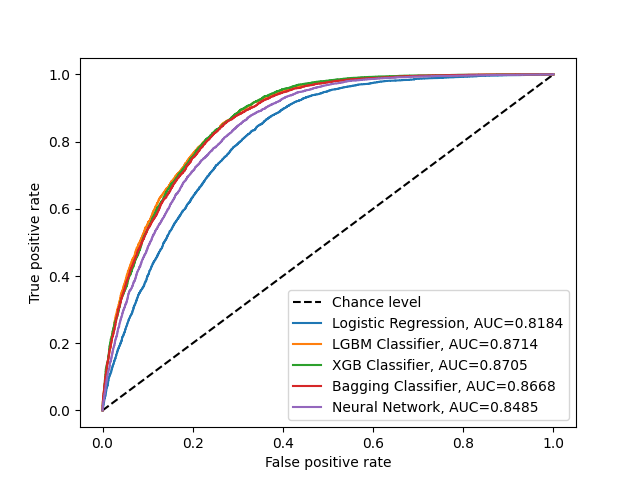 1.0
0.8
0.6
0.4
0.2
0.0
True positive rate
Chance level
Logistic Regression, AUC=0.8184
LGBM Classifier, AUC=0.8714
XGB Classifier, AUC=0.8705
Bagging Classifier, AUC=0.8668
Neural Network, AUC=0.8485
0.0 0.2 0.4 0.6 0.8 1.0
False positive rate